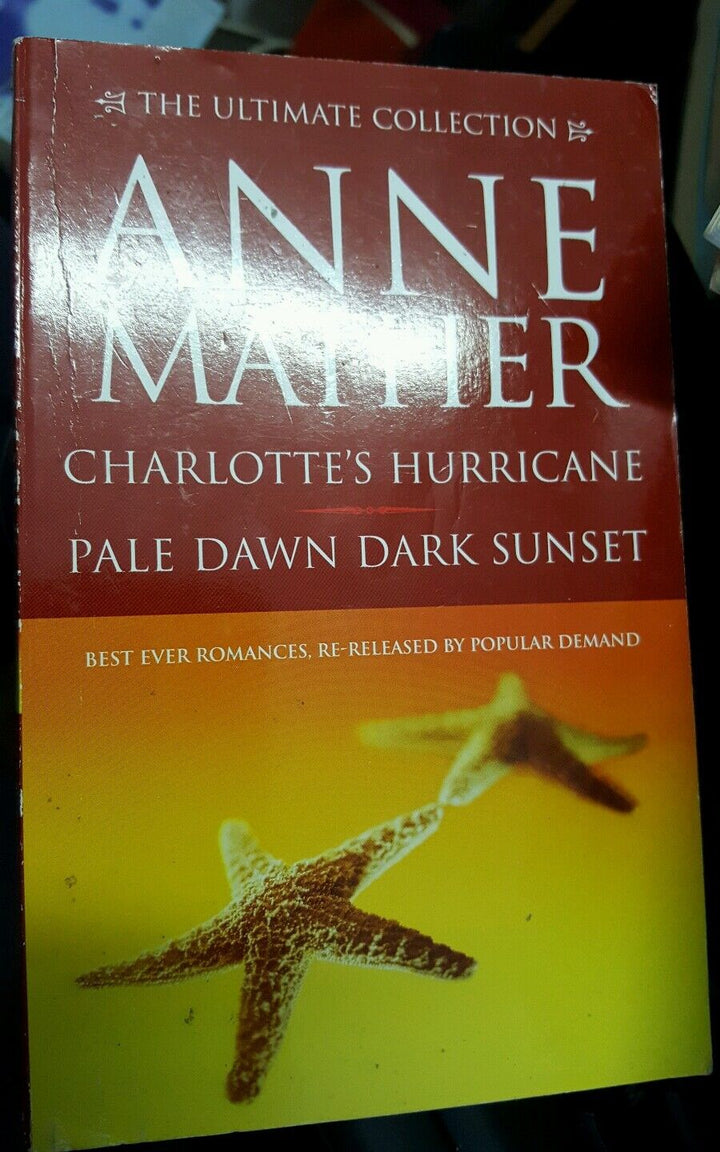 THE ULTIMATE COLLECTION
ANNE
MATHER
CHARLOTTE'S HURRICANE
PALE DAWN DARK SUNSET
BEST EVER ROMANCES, RE-RELEASED BY POPULAR DEMAND